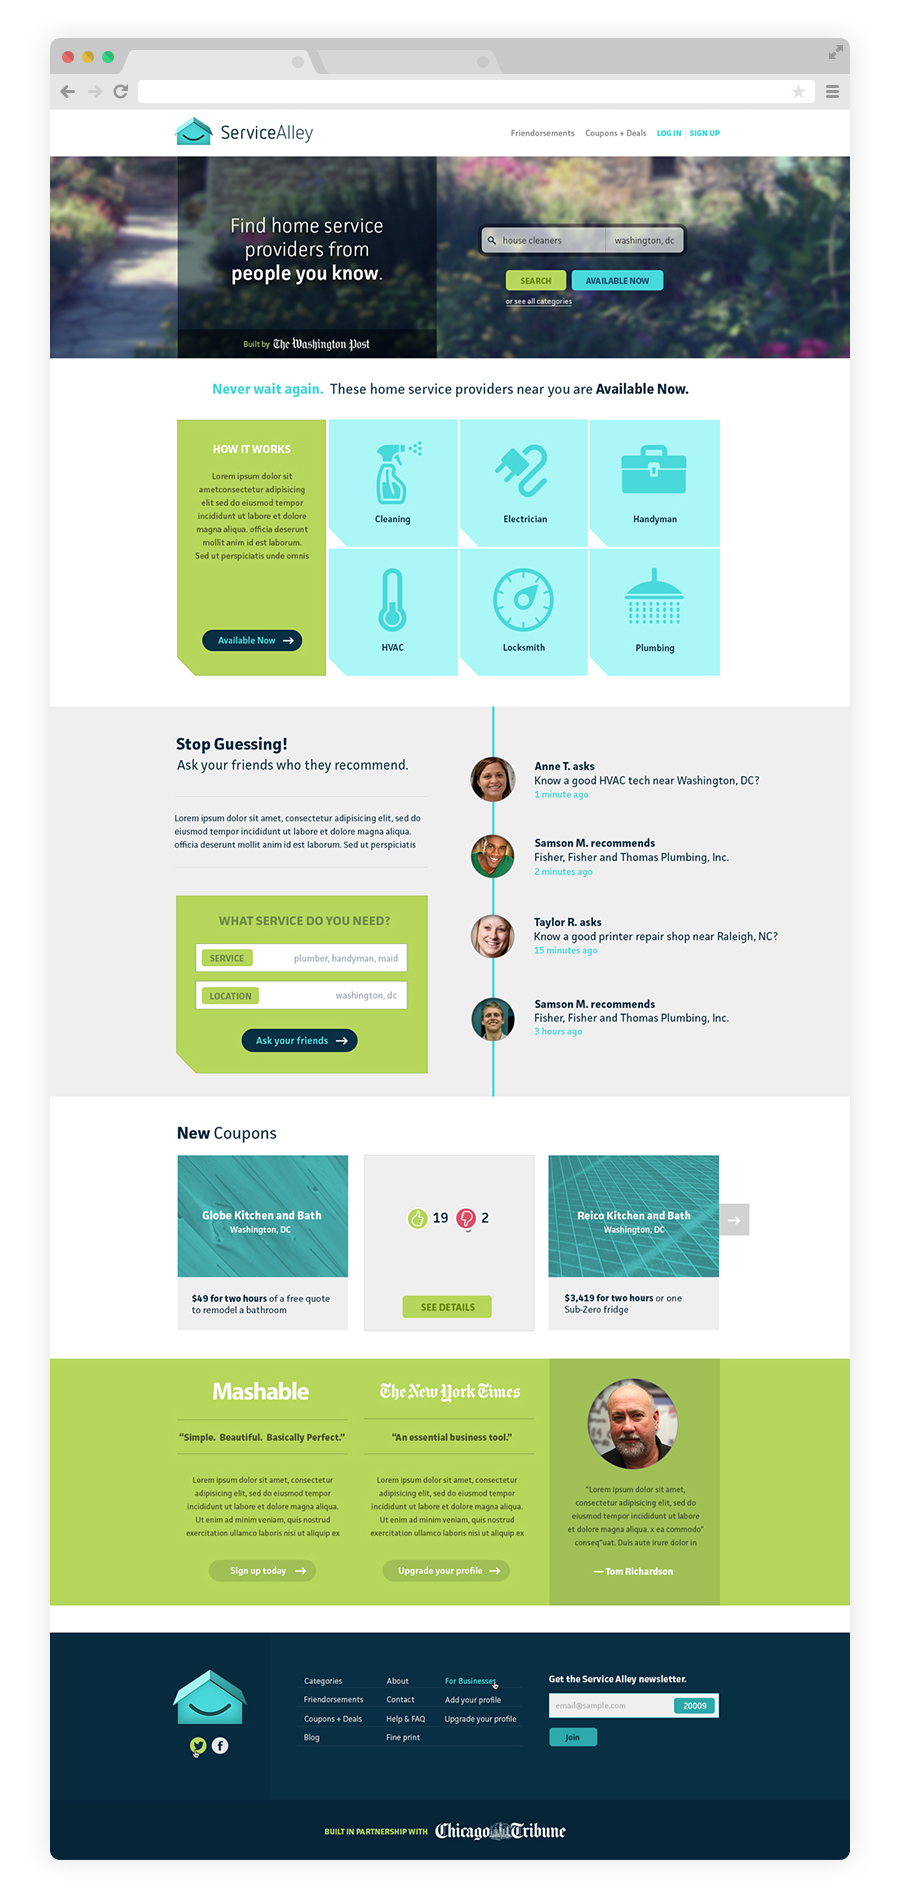 ServiceAlley
Friendorsements Coupons + Deals LOG IN SIGN UP
Find home service
providers from
people you know.
Built by The Washington Post
house cleaners washington, dc
SEARCH AVAILABLE NOW
or see all categories
Never wait again. These home service providers near you are Available Now.
HOW IT WORKS
Lorem ipsum dolor sit
ametconsectetur adipisicing
elit sed do eiusmod tempor
incididunt ut labore et dolore
magna aliqua. officia deserunt
mollit anim id est laborum.
Sed ut perspiciatis unde omnis
Available Now
Cleaning
Electrician
Handyman
HVAC
Locksmith
Plumbing
Stop Guessing!
Ask your friends who they recommend.
Lorem ipsum dolor sit amet, consectetur adipisicing elit, sed do
eiusmod tempor incididunt ut labore et dolore magna aliqua.
officia deserunt mollit anim id est laborum. Sed ut perspiciatis
WHAT SERVICE DO YOU NEED?
SERVICE plumber, handyman, maid
LOCATION washington, dc
Ask your friends
Anne T. asks
Know a good HVAC tech near Washington, DC?
1 minute ago
Samson M. recommends
Fisher, Fisher and Thomas Plumbing, Inc.
2 minutes ago
Taylor R. asks
Know a good printer repair shop near Raleigh, NC?
15 minutes ago
Samson M. recommends
Fisher, Fisher and Thomas Plumbing, Inc.
3 hours ago
New Coupons
Globe Kitchen and Bath
Washington, DC
$49 for two hours of a free quote
to remodel a bathroom
19 2
SEE DETAILS
Reico Kitchen and Bath
Washington, DC
$3,419 for two hours or one
Sub-Zero fridge
Mashable
“Simple. Beautiful. Basically Perfect.”
Lorem ipsum dolor sit amet, consectetur
adipisicing elit, sed do eiusmod tempor
incididunt ut labore et dolore magna aliqua.
Ut enim ad minim veniam, quis nostrud
exercitation ullamco laboris nisi ut aliquip ex
Sign up today
The New York Times
“An essential business tool.”
Lorem ipsum dolor sit amet, consectetur
adipisicing elit, sed do eiusmod tempor
incididunt ut labore et dolore magna aliqua.
Ut enim ad minim veniam, quis nostrud
exercitation ullamco laboris nisi ut aliquip ex
Upgrade your profile
"Lorem ipsum dolor sit amet,
consectetur adipisicing elit, sed do
eiusmod tempor incididunt ut labore
et dolore magna aliqua. x ea commodo"
conseq"uat. Duis aute irure dolor in
— Tom Richardson
Categories
Friendorsements
Coupons + Deals
Blog
About
Contact
Help & FAQ
Fine print
For Businesses
Add your profile
Upgrade your profile
Get the Service Alley newsletter.
email@sample.com 20009
Join
BUILT IN PARTNERSHIP WITH Chicago Tribune